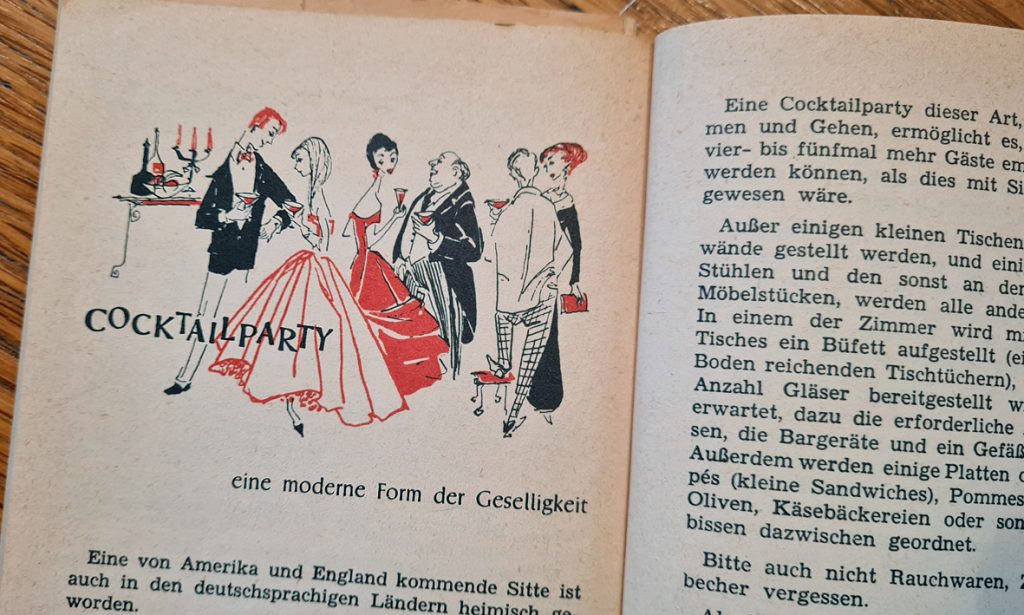 COCKTAILPARTY
eine moderne Form der Geselligkeit
Eine von Amerika und England kommende Sitte ist
auch in den deutschsprachigen Ländern heimisch ge-
worden.
Eine Cocktailparty dieser Art,
men und Gehen, ermöglicht es,
vier- bis fünfmal mehr Gäste em
werden können, als dies mit Si
gewesen wäre.
Außer einigen kleinen Tischen
wände gestellt werden, und eini
Stühlen und den sonst an der
Möbelstücken, werden alle ande
In einem der Zimmer wird mi
Tisches ein Büfett aufgestellt (ei
Boden reichenden Tischtüchern),
Anzahl Gläser bereitgestellt w
erwartet, dazu die erforderliche
sen, die Bargeräte und ein Gefäß
Außerdem werden einige Platten
pés (kleine Sandwiches), Pommes
Oliven, Käsebäckereien oder son
bissen dazwischen geordnet.
Bitte auch nicht Rauchwaren,
becher vergessen.